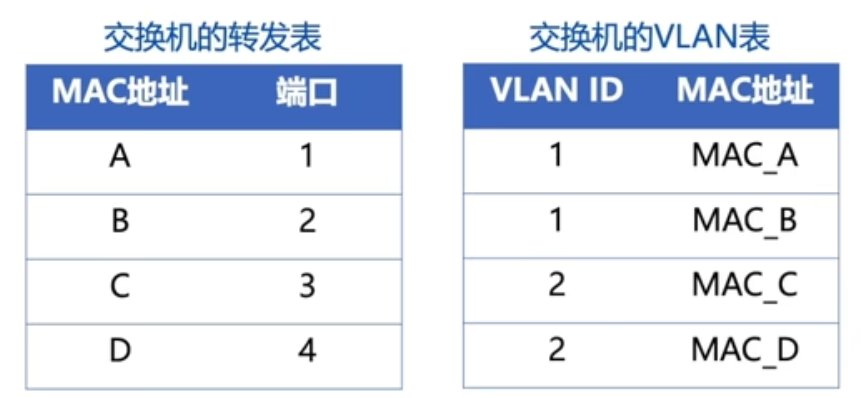 交换机的转发表
MAC地址 端口
A 1
B 2
C 3
D 4
交换机的VLAN表
VLAN ID MAC地址
1 MAC_A
1 MAC_B
2 MAC_C
2 MAC_D